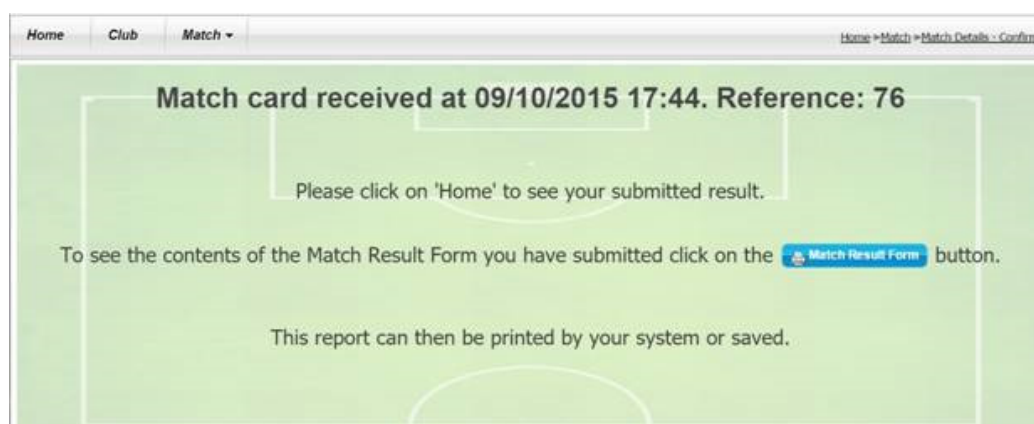 Home Club Match
Home »Match »Match Details - Confirm
Match card received at 09/10/2015 17:44. Reference: 76
Please click on 'Home' to see your submitted result.
To see the contents of the Match Result Form you have submitted click on the Match Result Form button.
This report can then be printed by your system or saved.